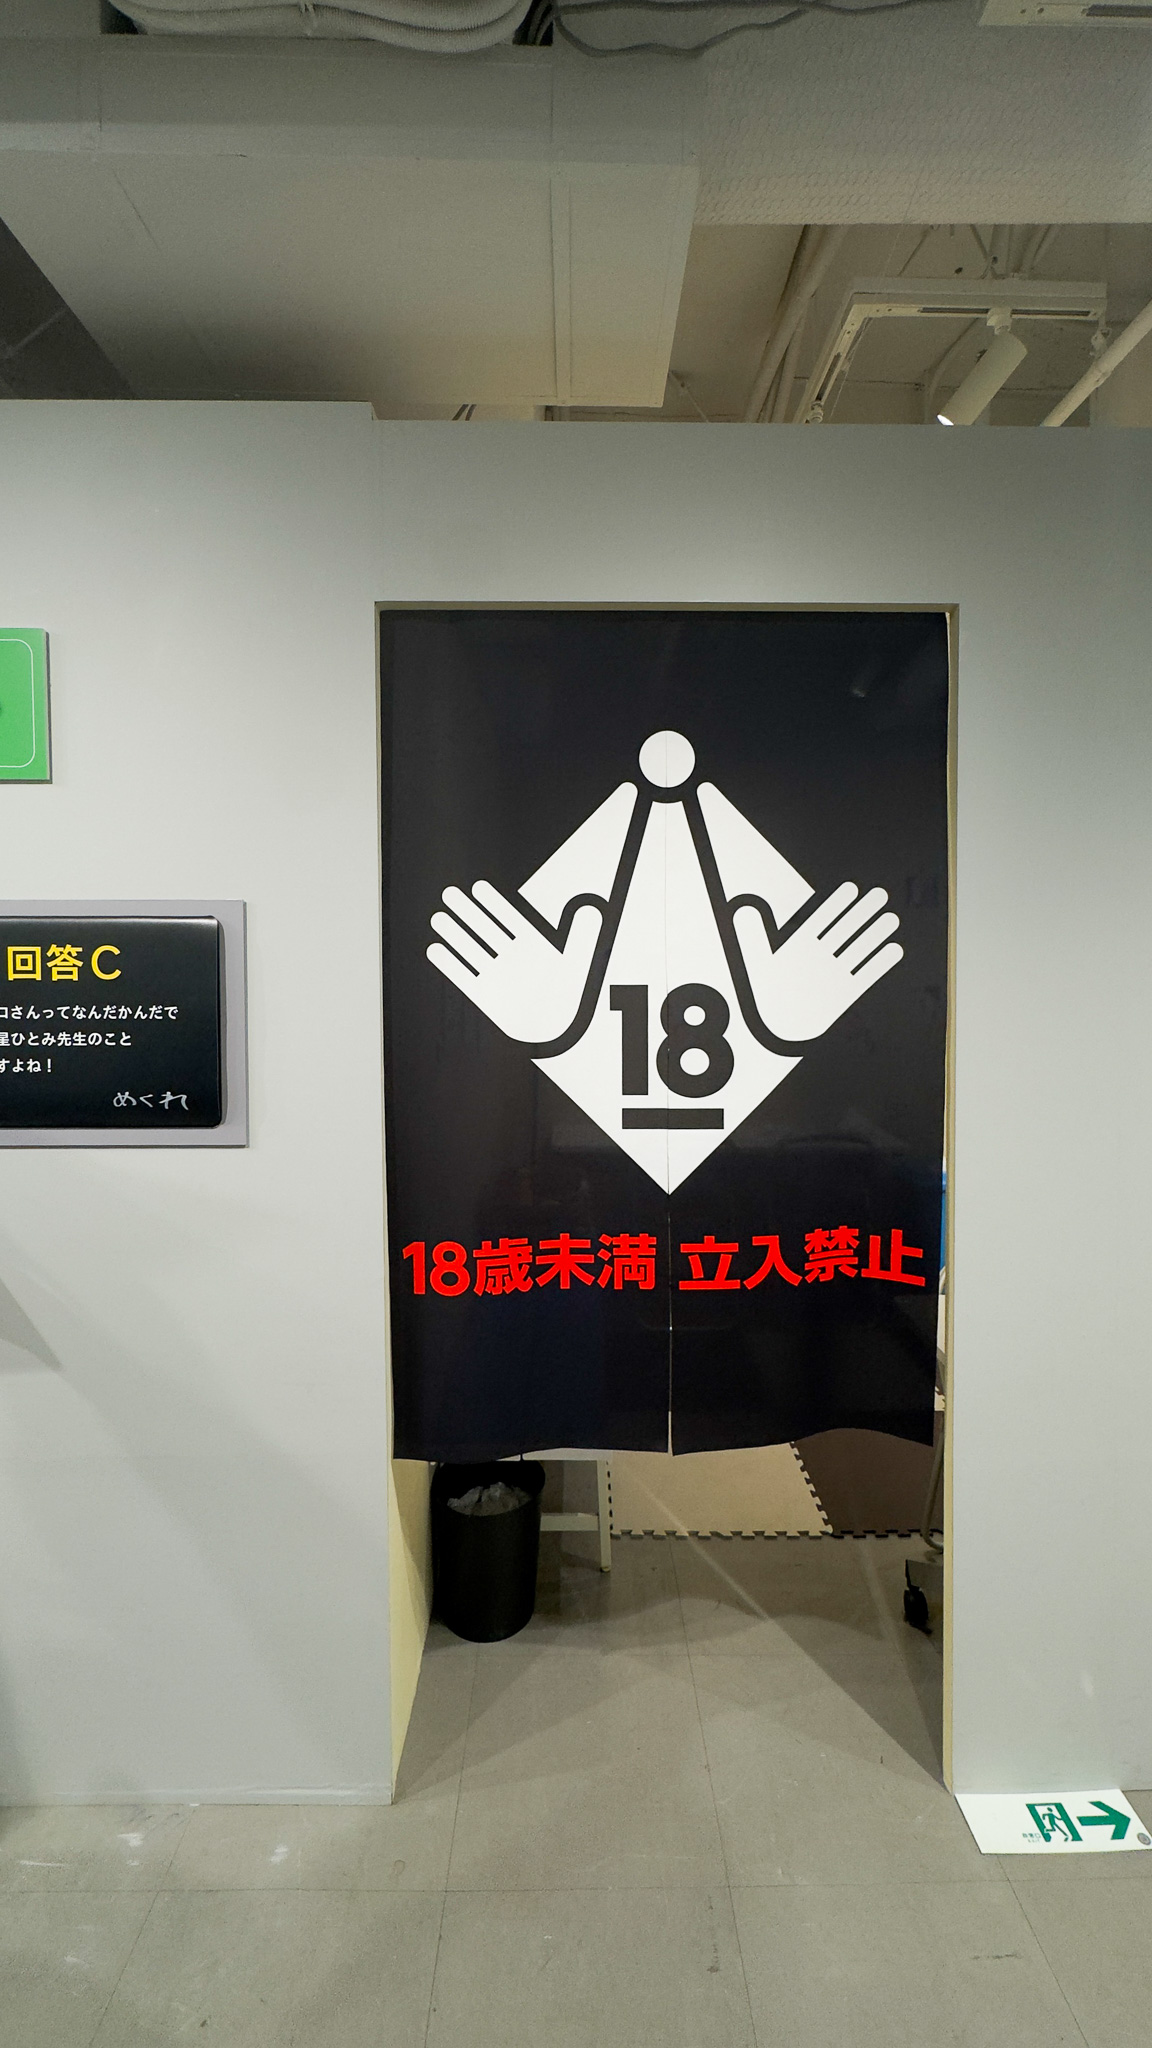 回答C
口さんってなんだかんだで
星ひとみ先生のこと
すよね！
めくれ
18
18歳未満 立入禁止